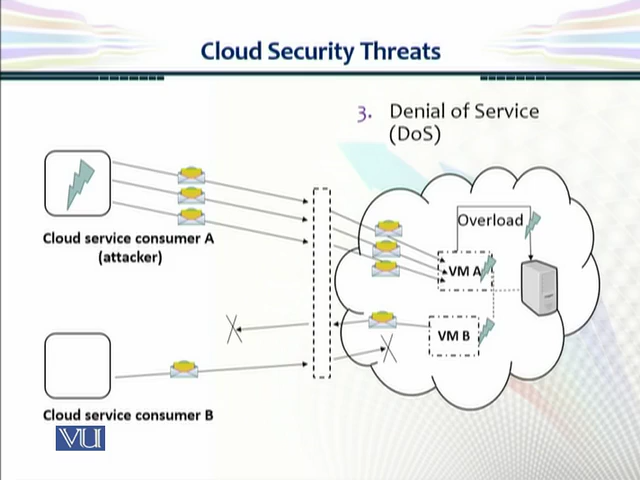 Cloud Security Threats
3. Denial of Service
(DoS)
Overload
Cloud service consumer A
(attacker)
VM A
VM B
Cloud service consumer B
VU